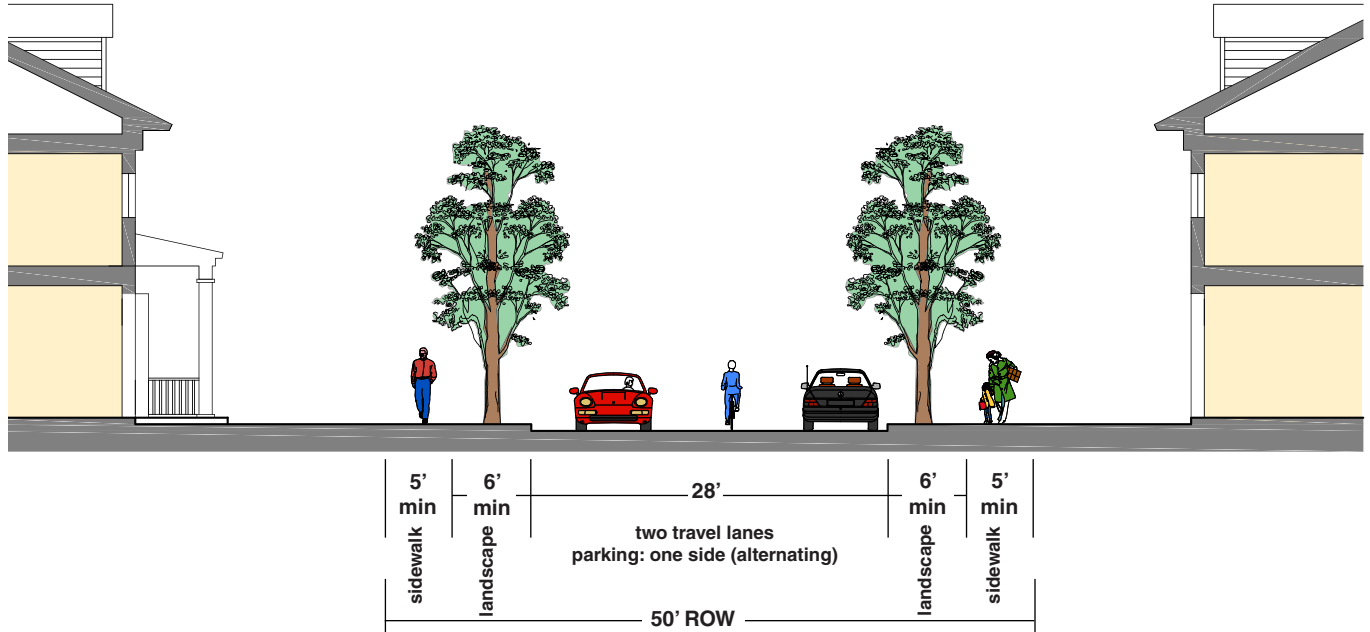 5’
min
sidewalk
6’
min
landscape
28’
two travel lanes
parking: one side (alternating)
6’
min
landscape
5’
min
sidewalk
50’ ROW